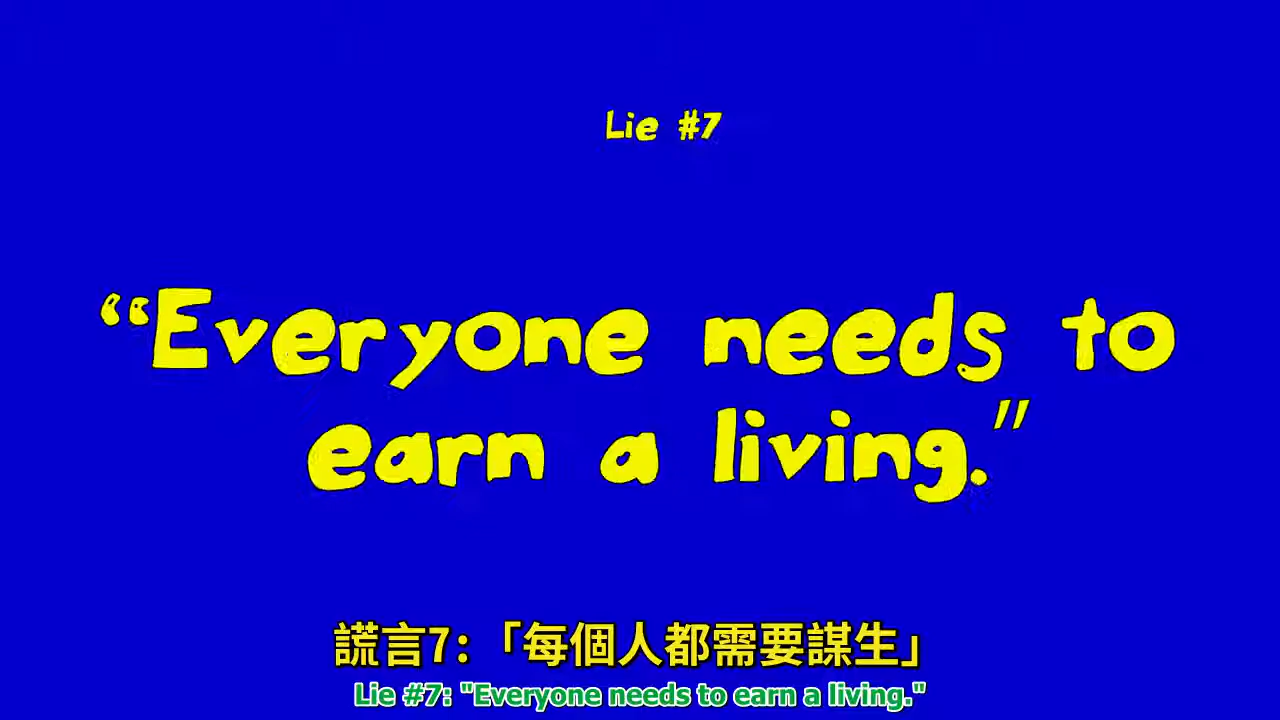 Lie #7
“Everyone needs to
earn a living.”
謊言7:「每個人都需要謀生」
Lie #7: "Everyone needs to earn a living."